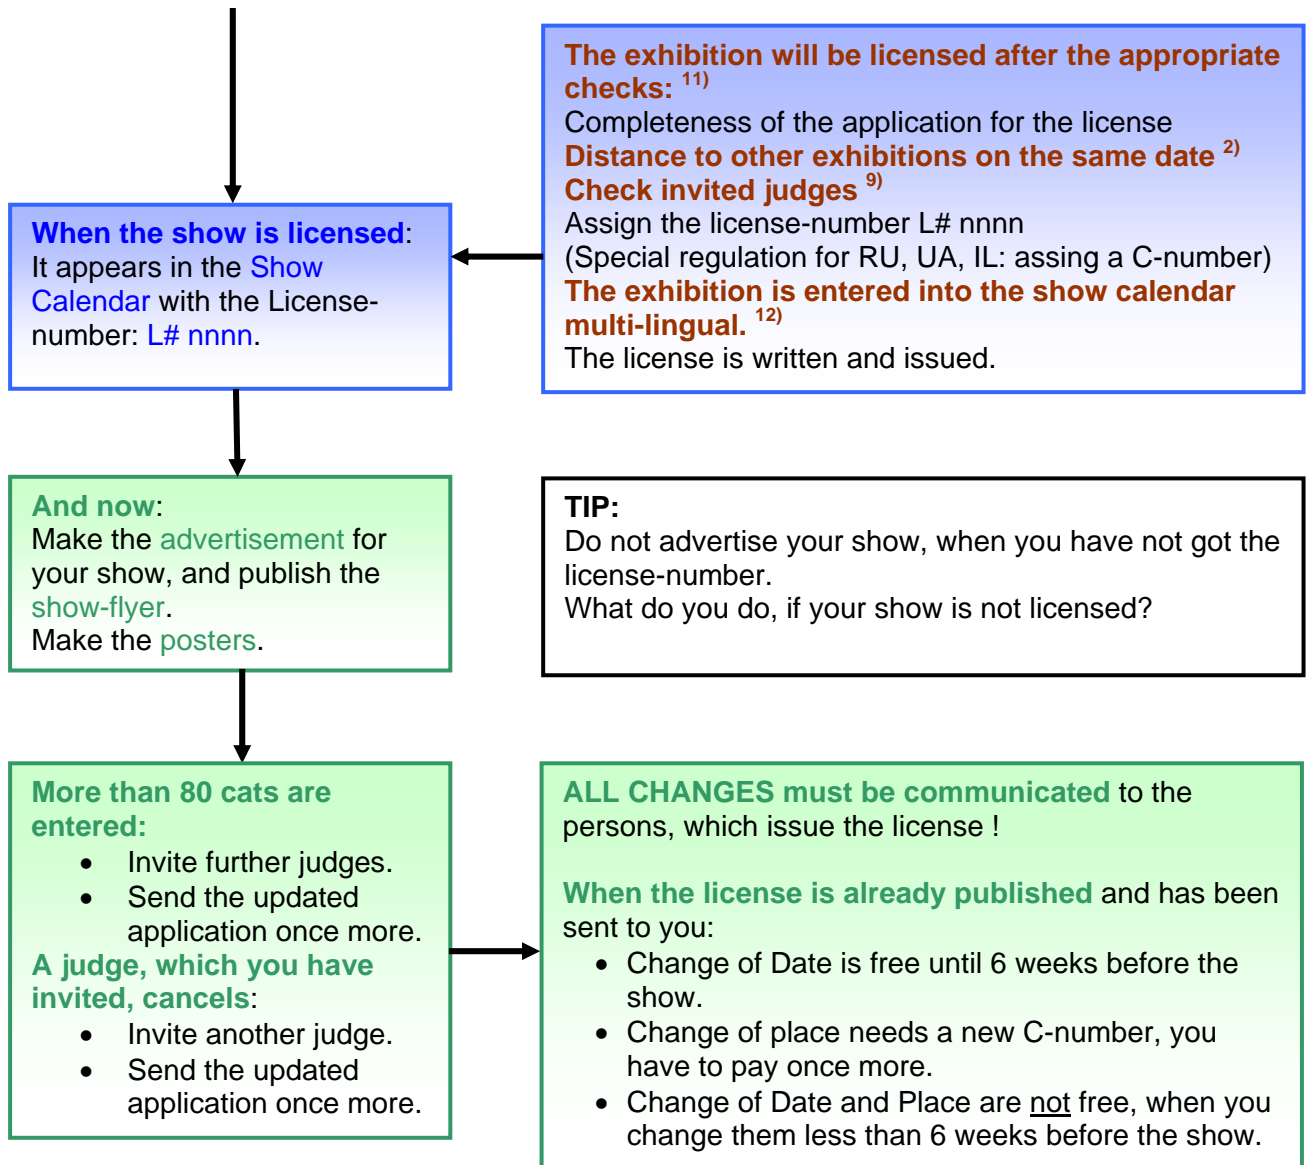 The exhibition will be licensed after the appropriate
checks: 11)
Completeness of the application for the license
Distance to other exhibitions on the same date 2)
Check invited judges 9)
Assign the license-number L# nnnn
(Special regulation for RU, UA, IL: assing a C-number)
The exhibition is entered into the show calendar
multi-lingual. 12)
The license is written and issued.
When the show is licensed:
It appears in the Show
Calendar with the License-
number: L# nnnn.
And now:
Make the advertisement for
your show, and publish the
show-flyer.
Make the posters.
TIP:
Do not advertise your show, when you have not got the
license-number.
What do you do, if your show is not licensed?
More than 80 cats are
entered:
• Invite further judges.
• Send the updated
application once more.
A judge, which you have
invited, cancels:
• Invite another judge.
• Send the updated
application once more.
ALL CHANGES must be communicated to the
persons, which issue the license !
When the license is already published and has been
sent to you:
• Change of Date is free until 6 weeks before the
show.
• Change of place needs a new C-number, you
have to pay once more.
• Change of Date and Place are not free, when you
change them less than 6 weeks before the show.